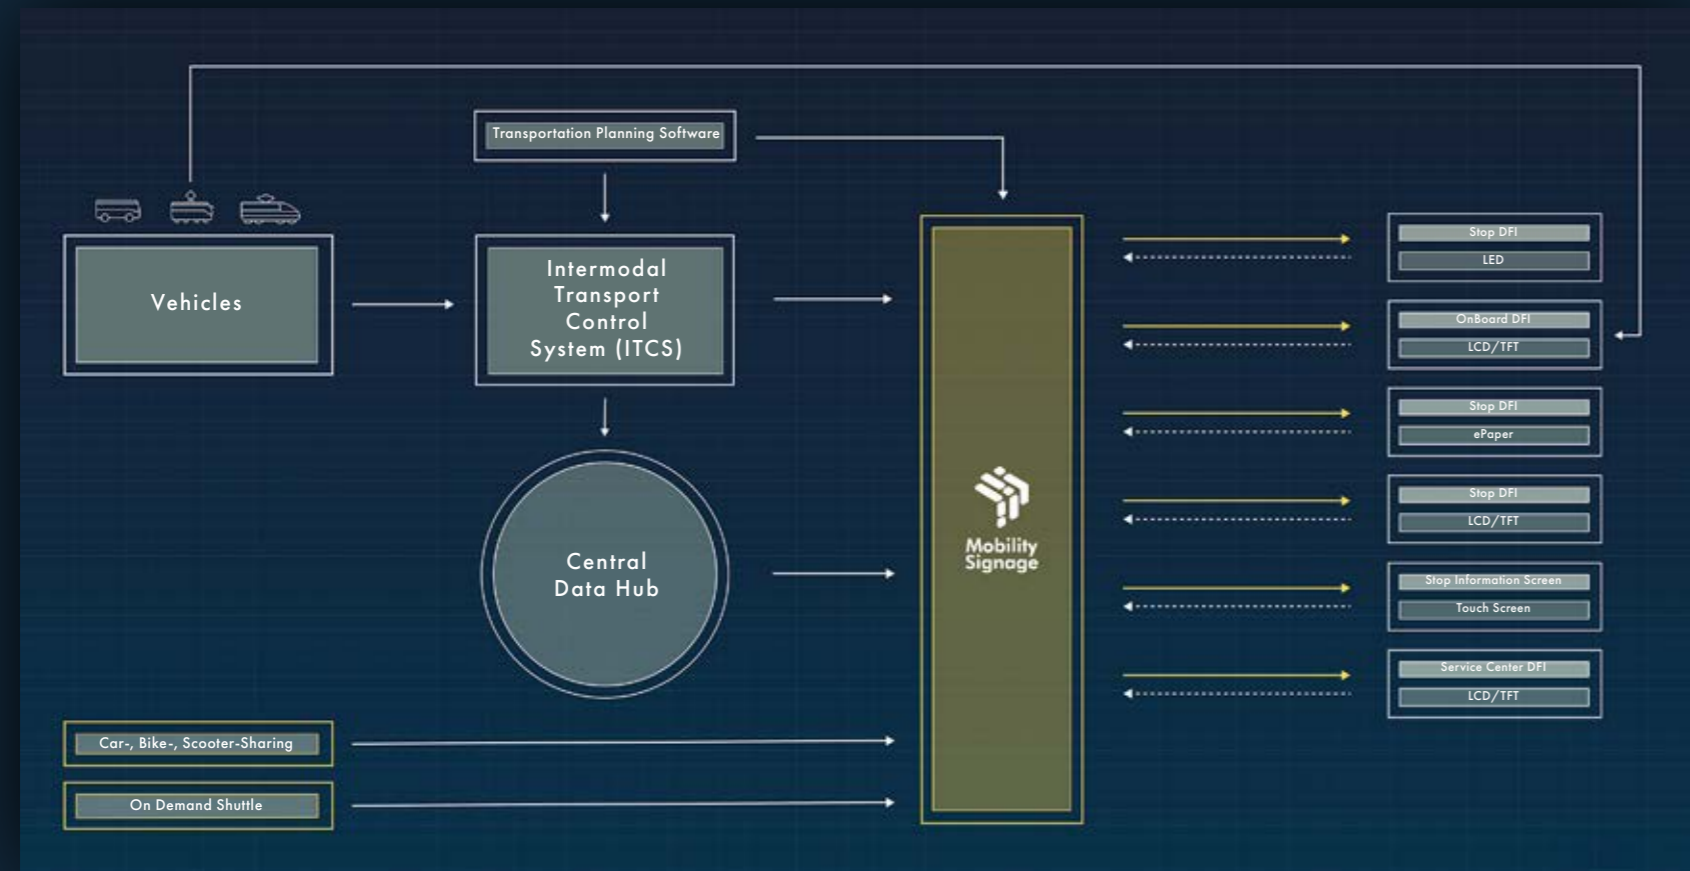 Transportation Planning Software
Vehicles
Intermodal
Transport
Control
System (ITCS)
Central
Data Hub
Car-, Bike-, Scooter-Sharing
On Demand Shuttle
Mobility
Signage
Stop DFI
LED
OnBoard DFI
LCD/TFT
Stop DFI
ePaper
Stop DFI
LCD/TFT
Stop Information Screen
Touch Screen
Service Center DFI
LCD/TFT